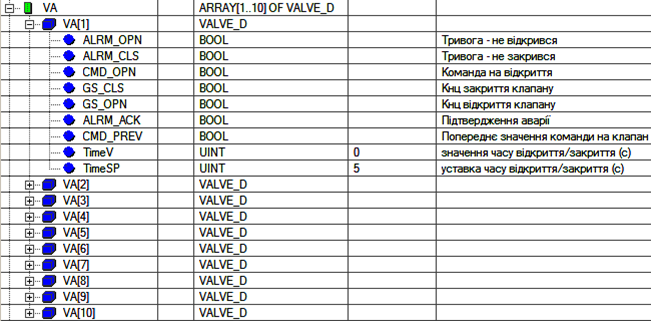 VA ARRAY[1..10] OF VALVE_D
VA[1] VALVE_D
ALRM_OPN BOOL Тривога - не відкрився
ALRM_CLS BOOL Тривога - не закрився
CMD_OPN BOOL Команда на відкриття
GS_CLS BOOL Кнц закриття клапану
GS_OPN BOOL Кнц відкриття клапану
ALRM_ACK BOOL Підтвердження аварії
CMD_PREV BOOL Попереднє значення команди на клапан
TimeV UINT 0 значення часу відкриття/закриття (с)
TimeSP UINT 5 уставка часу відкриття/закриття (с)
VA[2] VALVE_D
VA[3] VALVE_D
VA[4] VALVE_D
VA[5] VALVE_D
VA[6] VALVE_D
VA[7] VALVE_D
VA[8] VALVE_D
VA[9] VALVE_D
VA[10] VALVE_D